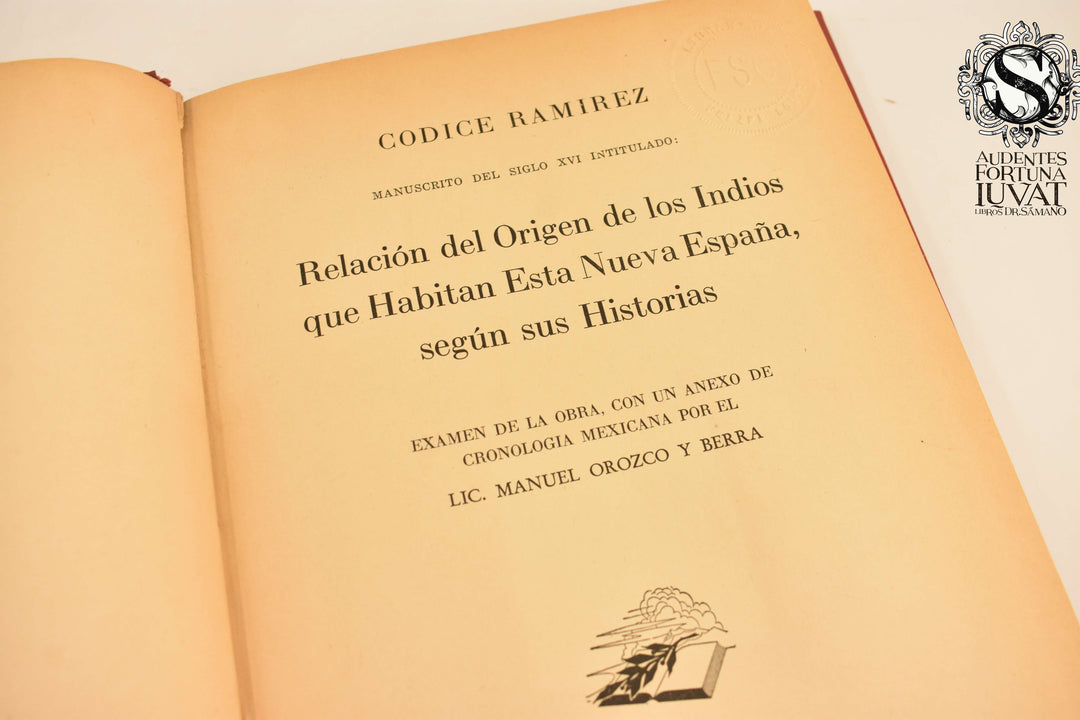 CODICE RAMIREZ
MANUSCRITO DEL SIGLO XVI INTITULADO:
Relación del Origen de los Indios
que Habitan Esta Nueva España,
según sus Historias
EXAMEN DE LA OBRA, CON UN ANEXO DE
CRONOLOGIA MEXICANA POR EL
LIC. MANUEL OROZCO Y BERRA
S
AUDENTES
FORTUNA
IUVAT
LIBROS DR. SÁMANO